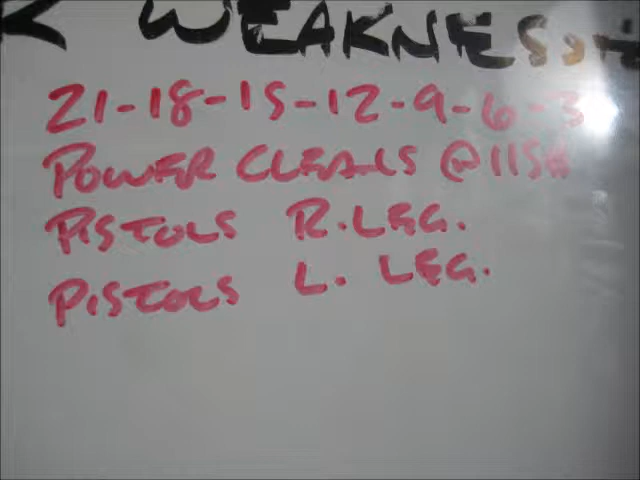 K WEAKNESS
21-18-15-12-9-6-3
POWER CLEANS @115#
PISTOLS R. LEG.
PISTOLS L. LEG.